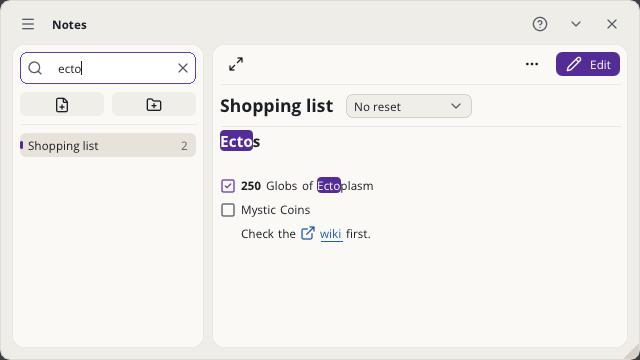 Notes
ecto
Shopping list 2
Edit
Shopping list No reset
Ectos
250 Globs of Ectoplasm
Mystic Coins
Check the wiki first.